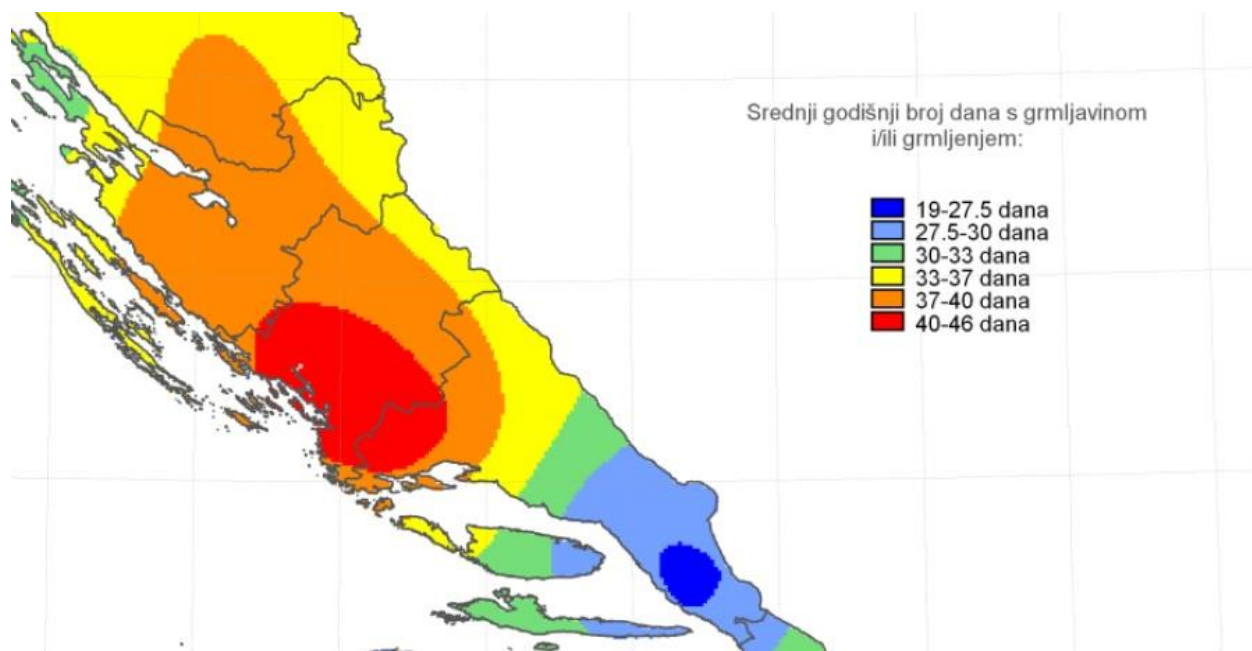 Srednji godišnji broj dana s grmljavinom
i/ili grmljenjem:
19-27.5 dana
27.5-30 dana
30-33 dana
33-37 dana
37-40 dana
40-46 dana